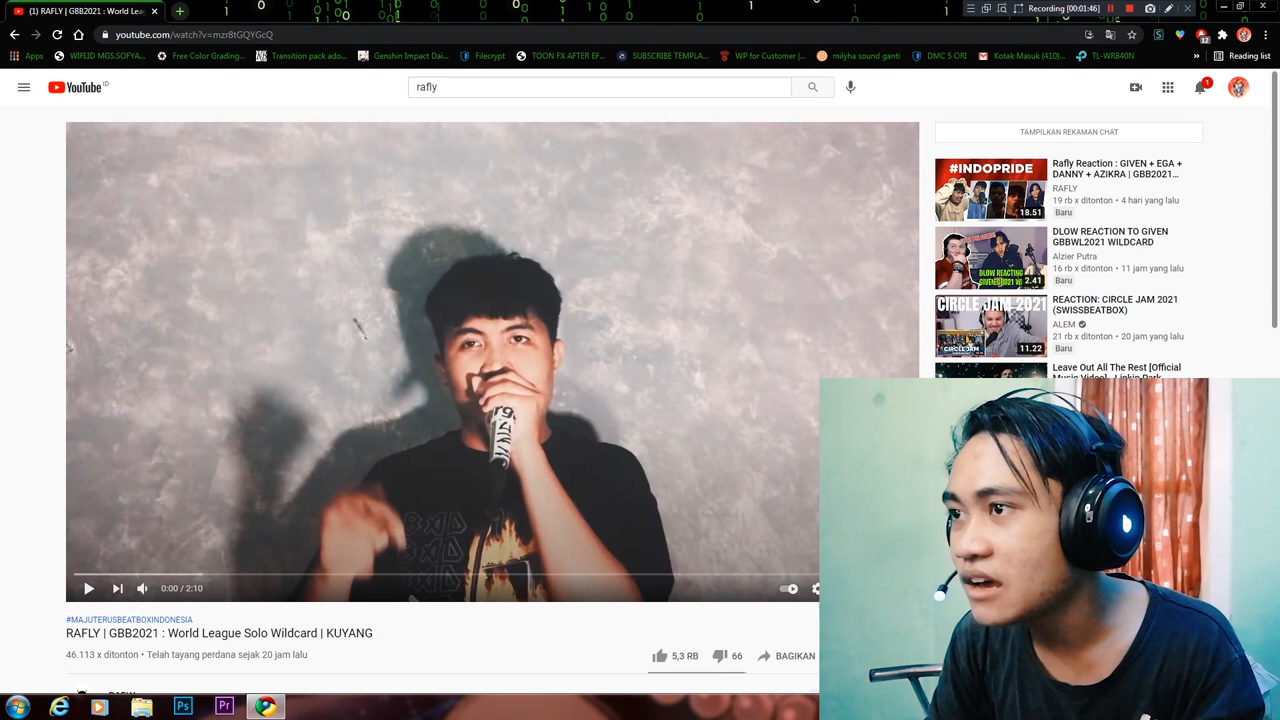 (1) RAFLY | GBB2021 : World Lea
Recording [00:01:46]
youtube.com/watch?v=mzr8tGQYGcQ
Apps
WIFI.ID MGS.SOFYA...
Free Color Grading...
Transition pack ado...
Genshin Impact Dai...
Filecrypt
TOON FX AFTER EF...
SUBSCRIBE TEMPLA...
WP for Customer |...
milyha sound ganti
DMC 5 ORI
Kotak Masuk (410)...
TL-WR840N
Reading list
YouTube ID
rafly
1
TAMPILKAN REKAMAN CHAT
#INDOPRIDE
18.51
Rafly Reaction : GIVEN + EGA +
DANNY + AZIKRA | GBB2021...
RAFLY
19 rb x ditonton • 4 hari yang lalu
Baru
DLOW REACTING
2.41
DLOW REACTION TO GIVEN
GBBWL2021 WILDCARD
Alzier Putra
16 rb x ditonton • 11 jam yang lalu
Baru
CIRCLE JAM 2021
11.22
REACTION: CIRCLE JAM 2021
(SWISSBEATBOX)
ALEM
21 rb x ditonton • 20 jam yang lalu
Baru
Leave Out All The Rest [Official
0:00 / 2:10
#MAJUTERUSBEATBOXINDONESIA
RAFLY | GBB2021 : World League Solo Wildcard | KUYANG
46.113 x ditonton • Telah tayang perdana sejak 20 jam lalu
5,3 RB
66
BAGIKAN
Ps
Pr